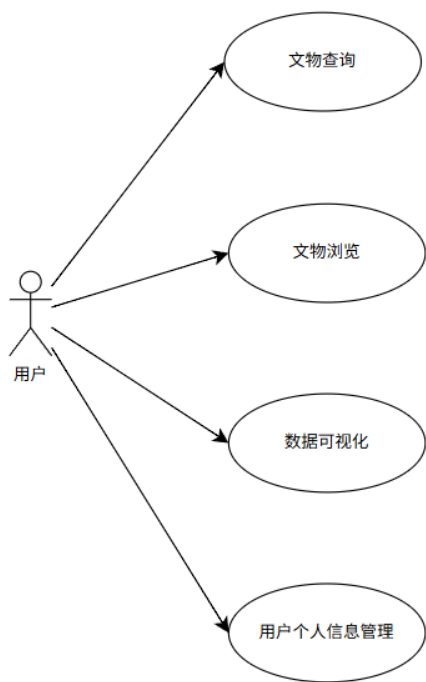 文物查询
文物浏览
用户
数据可视化
用户个人信息管理